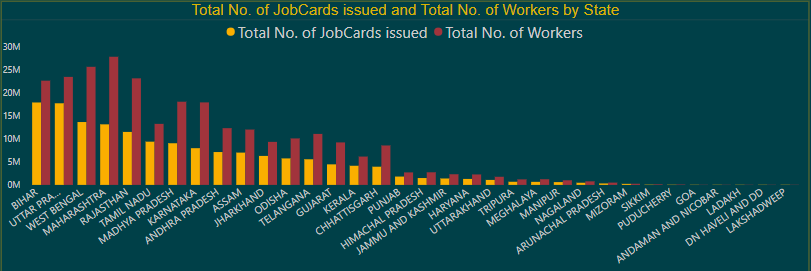 Total No. of JobCards issued and Total No. of Workers by State
Total No. of JobCards issued Total No. of Workers
30M
25M
20M
15M
10M
5M
0M
BIHAR
UTTAR PRA...
WEST BENGAL
MAHARASHTRA
RAJASTHAN
TAMIL NADU
MADHYA PRADESH
KARNATAKA
ANDHRA PRADESH
ASSAM
JHARKHAND
ODISHA
TELANGANA
GUJARAT
KERALA
CHHATTISGARH
PUNJAB
HIMACHAL PRADESH
JAMMU AND KASHMIR
HARYANA
UTTARAKHAND
TRIPURA
MEGHALAYA
MANIPUR
NAGALAND
ARUNACHAL PRADESH
MIZORAM
SIKKIM
PUDUCHERRY
GOA
ANDAMAN AND NICOBAR
LADAKH
DN HAVELI AND DD
LAKSHADWEEP